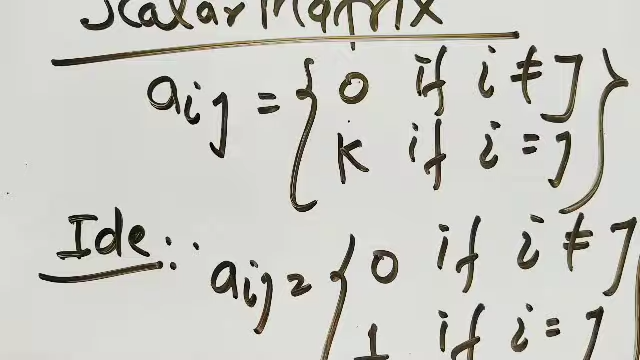 Scalar Matrix
aij = { 0 if i ≠ j }
k if i = j
Ide :: aij = { 0 if i ≠ j
1 if i = j